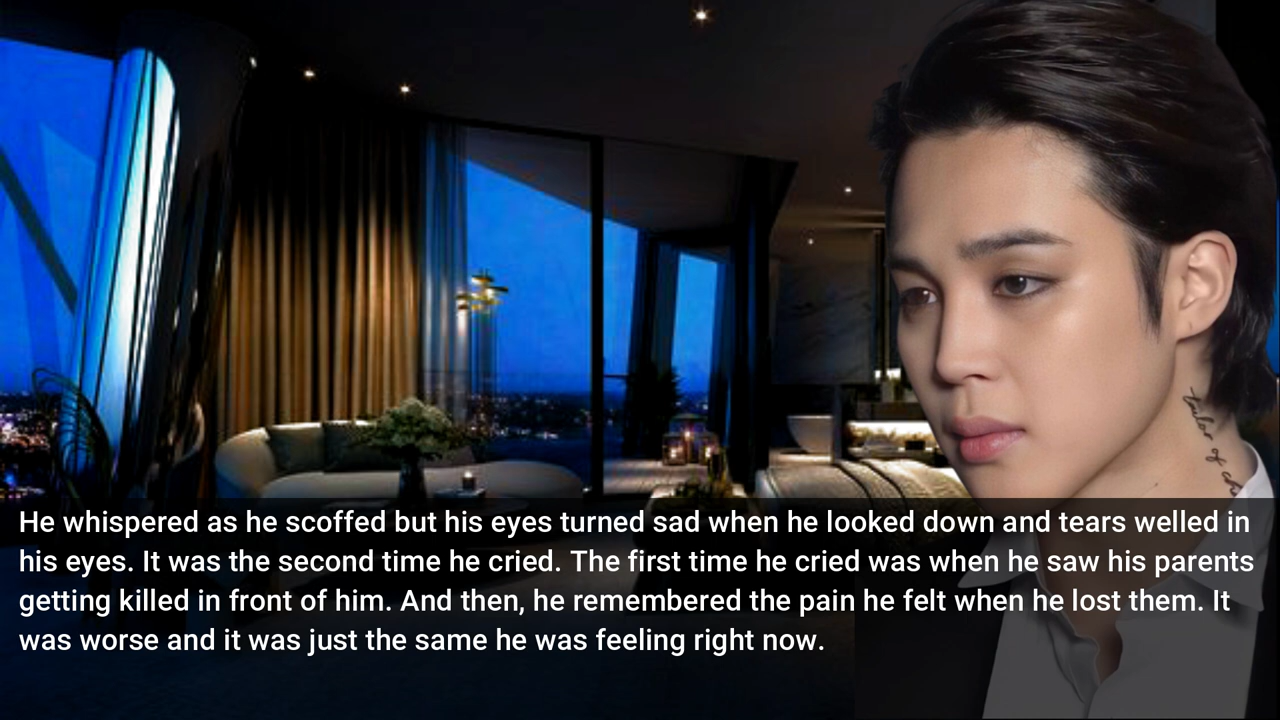 tailor of ch
He whispered as he scoffed but his eyes turned sad when he looked down and tears welled in
his eyes. It was the second time he cried. The first time he cried was when he saw his parents
getting killed in front of him. And then, he remembered the pain he felt when he lost them. It
was worse and it was just the same he was feeling right now.